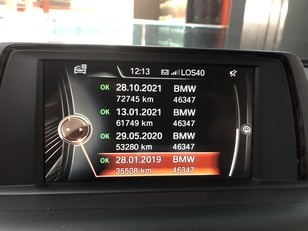 12:13 LOS40
OK 28.10.2021 BMW
72745 km 46347
OK 13.01.2021 BMW
61749 km 46347
OK 29.05.2020 BMW
53280 km 46347
OK 28.01.2019 BMW
35508 km 46347